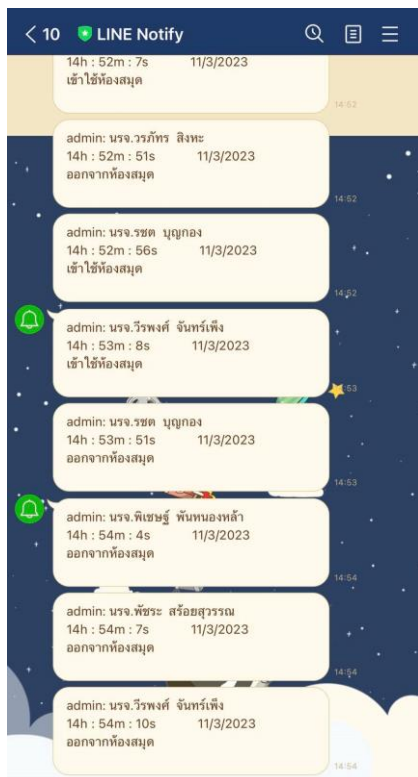 10 LINE Notify
14h : 52m : 7s 11/3/2023
เข้าใช้ห้องสมุด
14:52
admin: นรจ.วรภัทร สิงหะ
14h : 52m : 51s 11/3/2023
ออกจากห้องสมุด
14:52
admin: นรจ.รชต บุญกอง
14h : 52m : 56s 11/3/2023
เข้าใช้ห้องสมุด
14:52
admin: นรจ.วีรพงศ์ จันทร์เพ็ง
14h : 53m : 8s 11/3/2023
เข้าใช้ห้องสมุด
14:53
admin: นรจ.รชต บุญกอง
14h : 53m : 51s 11/3/2023
ออกจากห้องสมุด
14:53
admin: นรจ.พิเชษฐ์ พันหนองหล้า
14h : 54m : 4s 11/3/2023
ออกจากห้องสมุด
14:54
admin: นรจ.พัชระ สร้อยสุวรรณ
14h : 54m : 7s 11/3/2023
ออกจากห้องสมุด
14:54
admin: นรจ.วีรพงศ์ จันทร์เพ็ง
14h : 54m : 10s 11/3/2023
ออกจากห้องสมุด
14:54